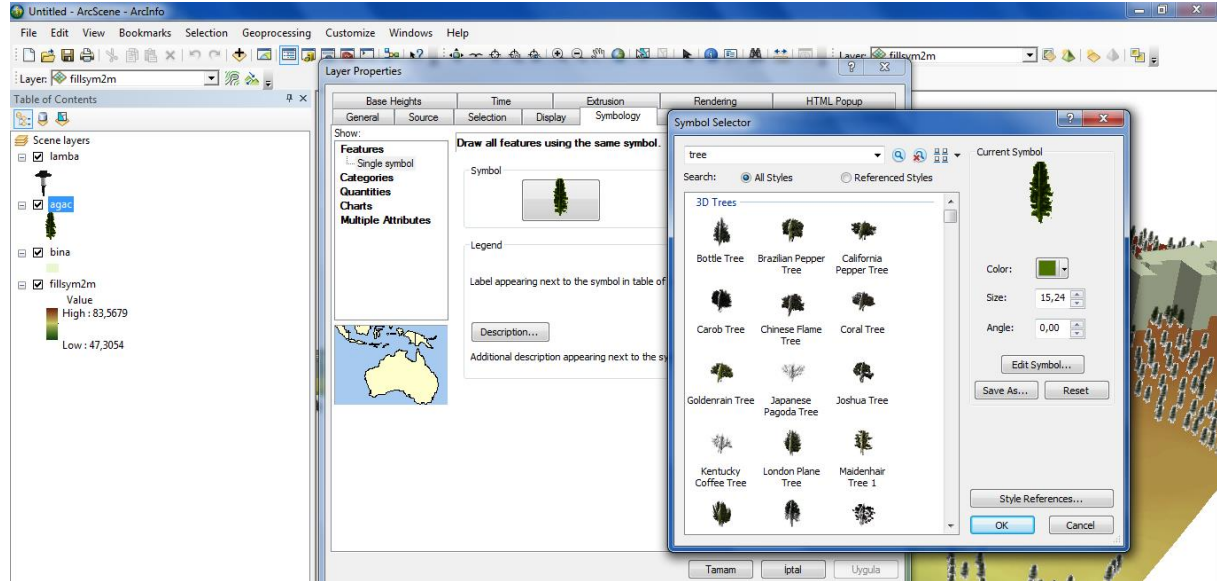 Untitled - ArcScene - ArcInfo
File Edit View Bookmarks Selection Geoprocessing Customize Windows Help
Layer: fillsym2m
Layer: fillsym2m
Table of Contents
Scene layers
lamba
agac
bina
fillsym2m
Value
High : 83,5679
Low : 47,3054
Layer Properties
Base Heights Time Extrusion Rendering HTML Popup
General Source Selection Display Symbology
Show:
Features
Single symbol
Categories
Quantities
Charts
Multiple Attributes
Draw all features using the same symbol.
Symbol
Legend
Label appearing next to the symbol in table of
Description...
Additional description appearing next to the sy
Tamam İptal Uygula
Symbol Selector
tree
Search: All Styles Referenced Styles
3D Trees
Bottle Tree
Brazilian Pepper
Tree
California
Pepper Tree
Carob Tree
Chinese Flame
Tree
Coral Tree
Goldenrain Tree
Japanese
Pagoda Tree
Joshua Tree
Kentucky
Coffee Tree
London Plane
Tree
Maidenhair
Tree 1
Current Symbol
Color:
Size: 15,24
Angle: 0,00
Edit Symbol...
Save As... Reset
Style References...
OK Cancel